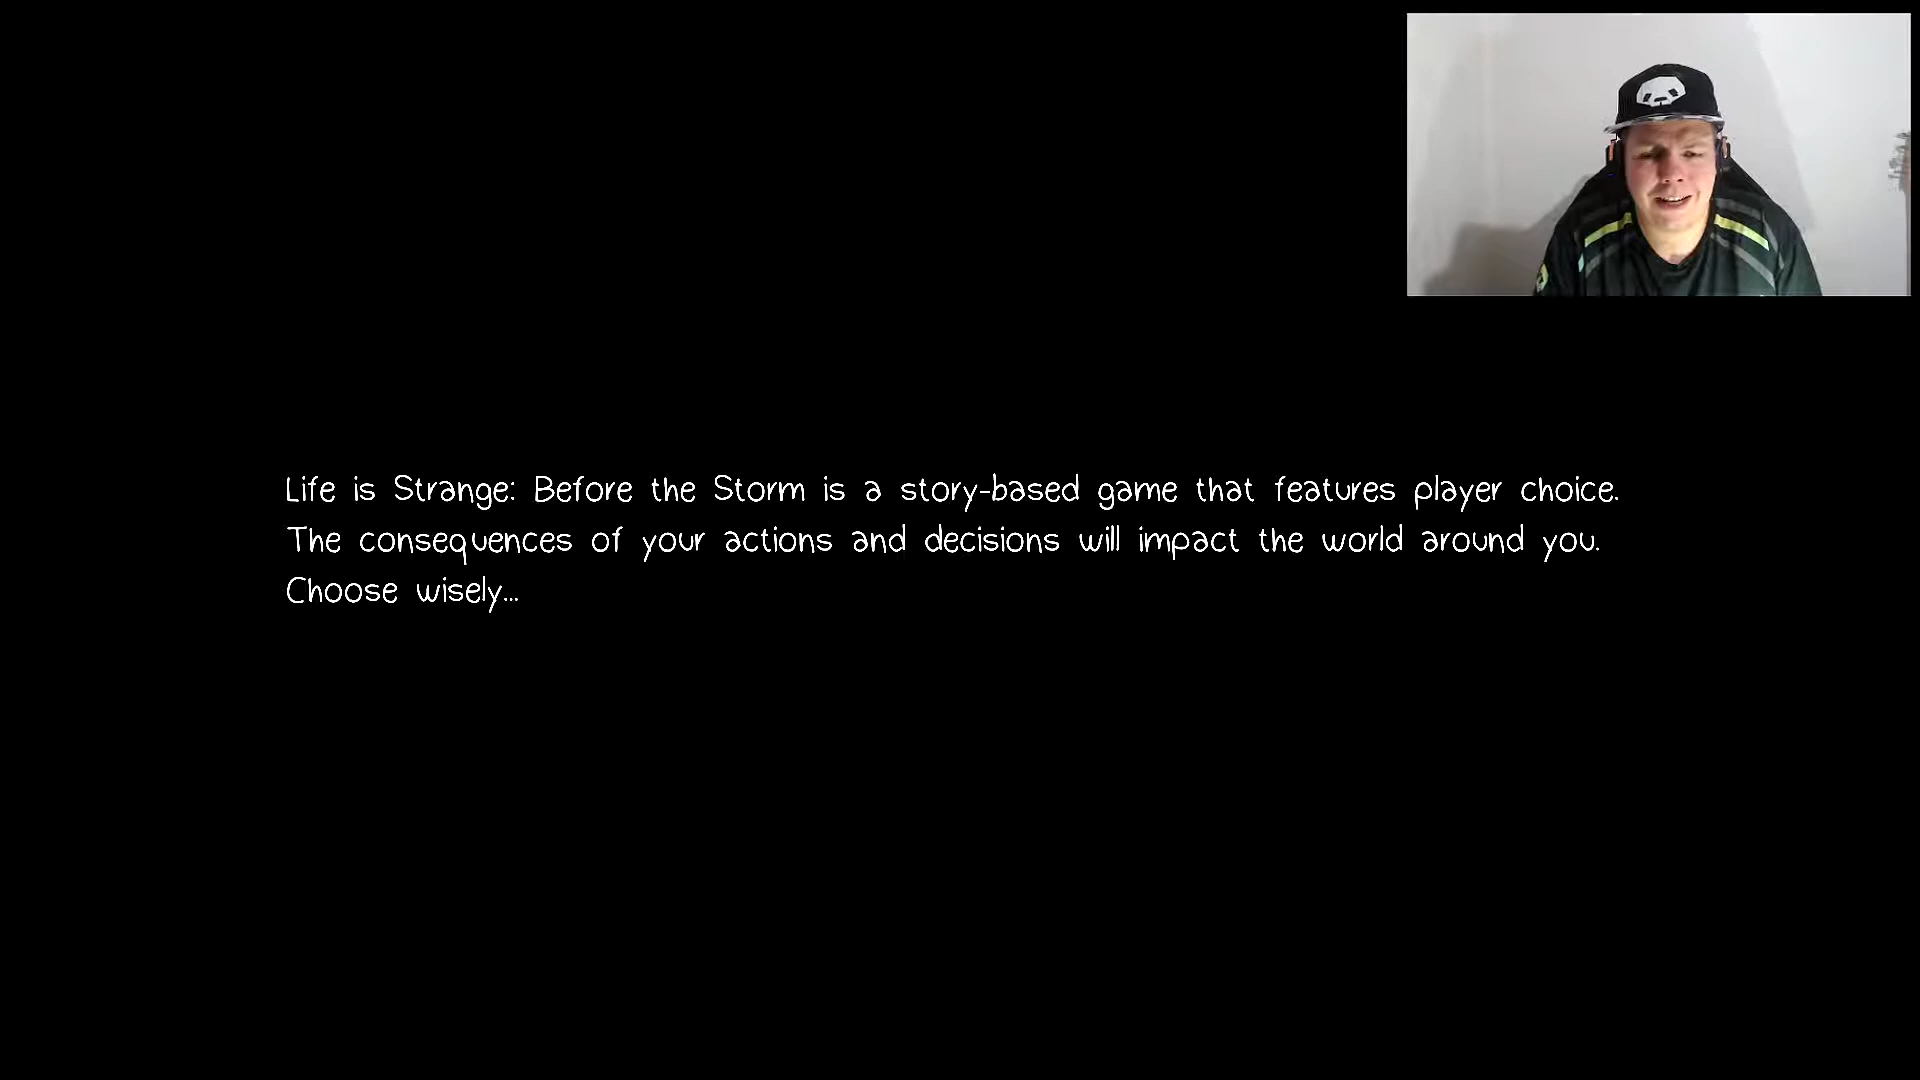 Life is Strange: Before the Storm is a story-based game that features player choice.
The consequences of your actions and decisions will impact the world around you.
Choose wisely...